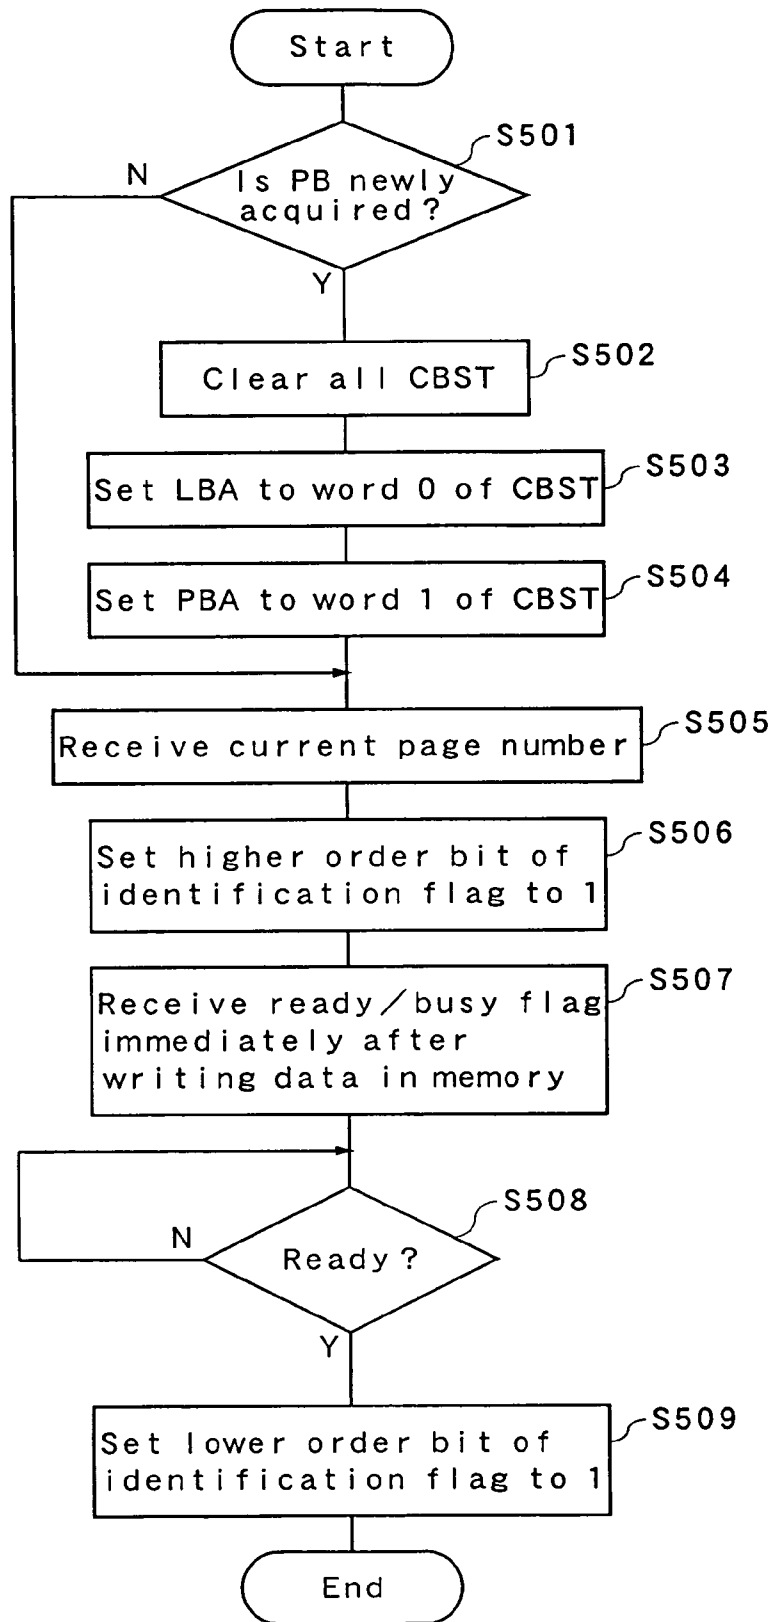 Start
S501
N
Is PB newly
acquired?
Y
S502
Clear all CBST
S503
Set LBA to word 0 of CBST
S504
Set PBA to word 1 of CBST
S505
Receive current page number
S506
Set higher order bit of
identification flag to 1
S507
Receive ready/busy flag
immediately after
writing data in memory
S508
N
Ready?
Y
S509
Set lower order bit of
identification flag to 1
End